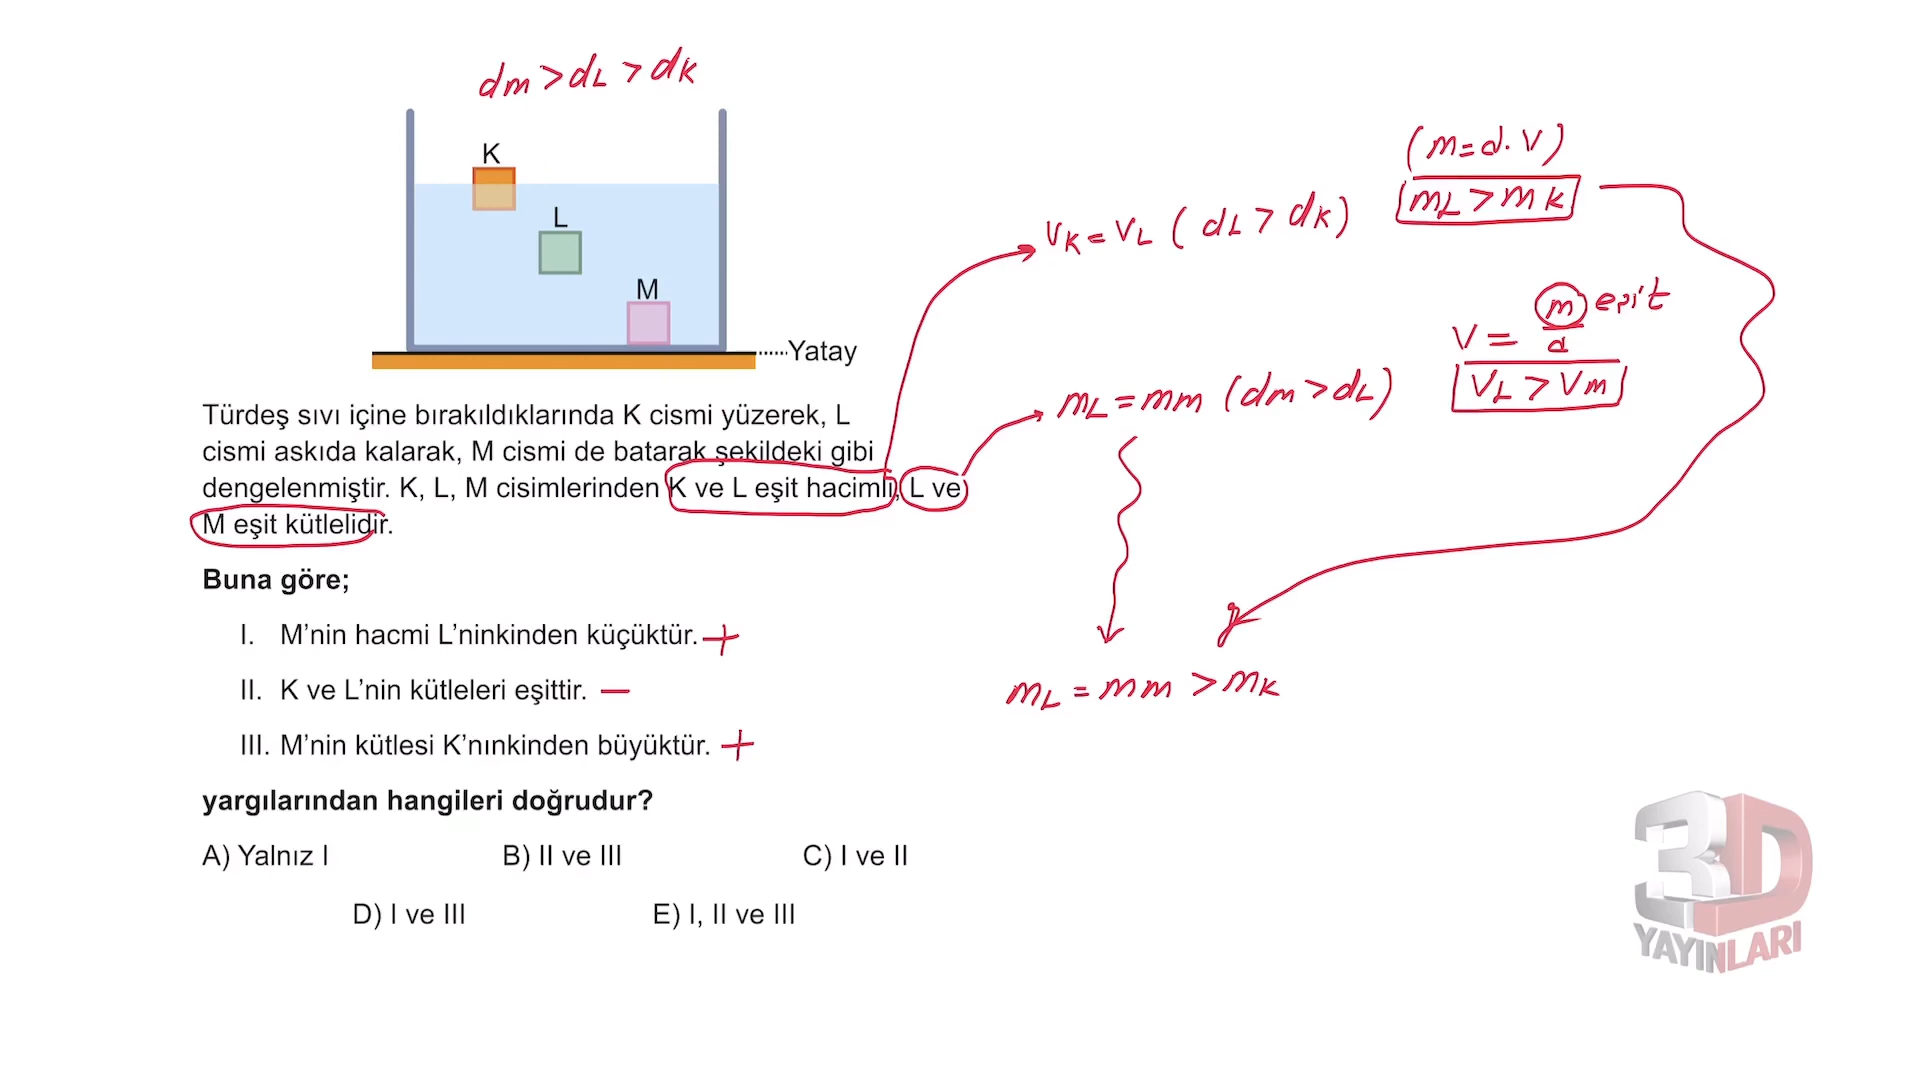 dm > dL > dK
K
L
M
Yatay
Türdeş sıvı içine bırakıldıklarında K cismi yüzerek, L
cismi askıda kalarak, M cismi de batarak şekildeki gibi
dengelenmiştir. K, L, M cisimlerinden K ve L eşit hacimli, L ve
M eşit kütlelidir.
Buna göre;
I. M’nin hacmi L’ninkinden küçüktür. +
II. K ve L’nin kütleleri eşittir. −
III. M’nin kütlesi K’nınkinden büyüktür. +
yargılarından hangileri doğrudur?
A) Yalnız I B) II ve III C) I ve II
D) I ve III E) I, II ve III
(m = d.V)
VK = VL (dL > dK) mL > mK
V = m/d eşit
mL = mm (dm > dL) VL > Vm
mL = mm > mK
3D
YAYINLARI